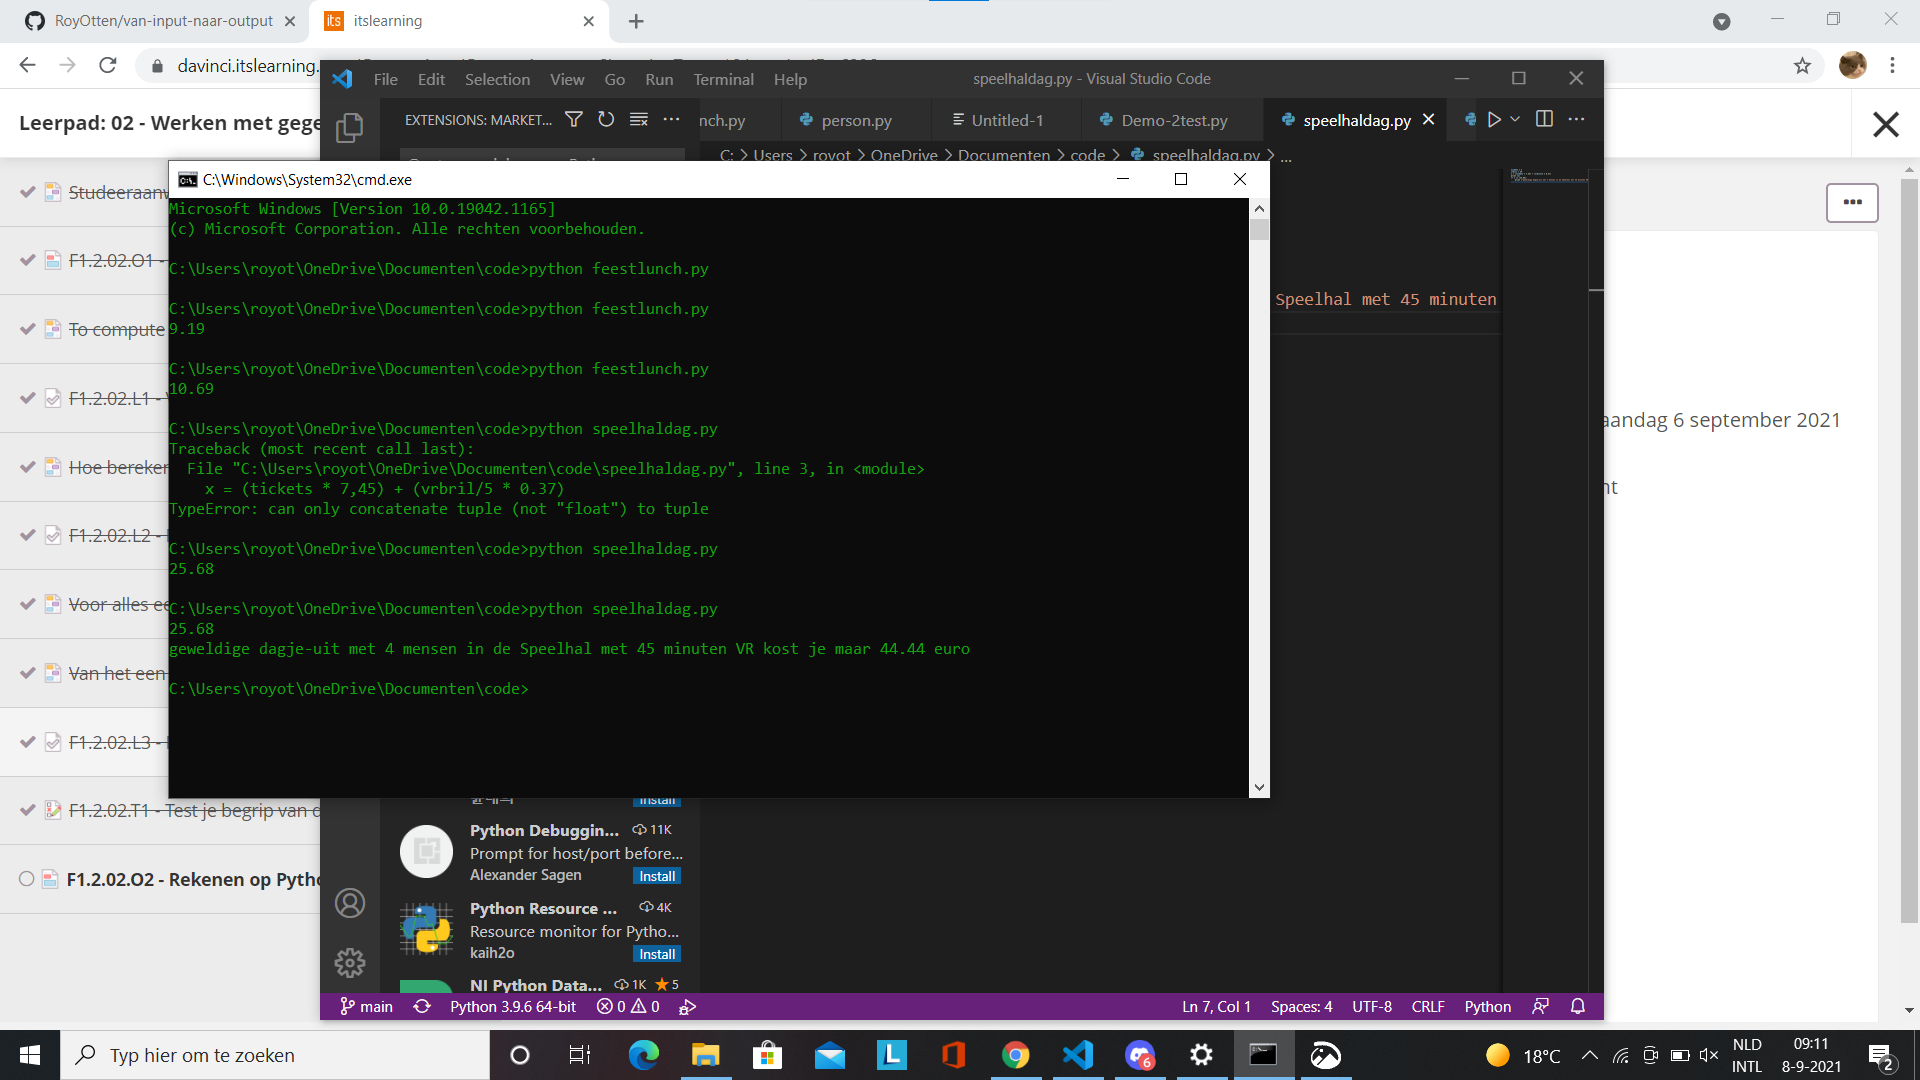 RoyOtten/van-input-naar-output
its itslearning
davinci.itslearning.
File Edit Selection View Go Run Terminal Help
speelhaldag.py - Visual Studio Code
Leerpad: 02 - Werken met gege
EXTENSIONS: MARKET...
nch.py
person.py
Untitled-1
Demo-2test.py
speelhaldag.py
C: > Users > royot > OneDrive > Documenten > code > speelhaldag.py > ...
C:\Windows\System32\cmd.exe
Microsoft Windows [Version 10.0.19042.1165]
(c) Microsoft Corporation. Alle rechten voorbehouden.
C:\Users\royot\OneDrive\Documenten\code>python feestlunch.py
C:\Users\royot\OneDrive\Documenten\code>python feestlunch.py
9.19
C:\Users\royot\OneDrive\Documenten\code>python feestlunch.py
10.69
C:\Users\royot\OneDrive\Documenten\code>python speelhaldag.py
Traceback (most recent call last):
File "C:\Users\royot\OneDrive\Documenten\code\speelhaldag.py", line 3, in <module>
x = (tickets * 7,45) + (vrbril/5 * 0.37)
TypeError: can only concatenate tuple (not "float") to tuple
C:\Users\royot\OneDrive\Documenten\code>python speelhaldag.py
25.68
C:\Users\royot\OneDrive\Documenten\code>python speelhaldag.py
25.68
geweldige dagje-uit met 4 mensen in de Speelhal met 45 minuten VR kost je maar 44.44 euro
C:\Users\royot\OneDrive\Documenten\code>
Speelhal met 45 minuten
Studeeraanw
F1.2.02.O1 -
To compute
F1.2.02.L1 -
Hoe bereken
F1.2.02.L2 -
Voor alles ee
Van het een
F1.2.02.L3 -
F1.2.02.T1 - Test je begrip van d
F1.2.02.O2 - Rekenen op Pytho
aandag 6 september 2021
nt
Install
Python Debuggin... 11K
Prompt for host/port before...
Alexander Sagen Install
Python Resource ... 4K
Resource monitor for Pytho...
kaih2o Install
NI Python Data... 1K 5
main Python 3.9.6 64-bit 0 0 Ln 7, Col 1 Spaces: 4 UTF-8 CRLF Python
Typ hier om te zoeken
L
6
18°C
NLD
INTL
09:11
8-9-2021
2